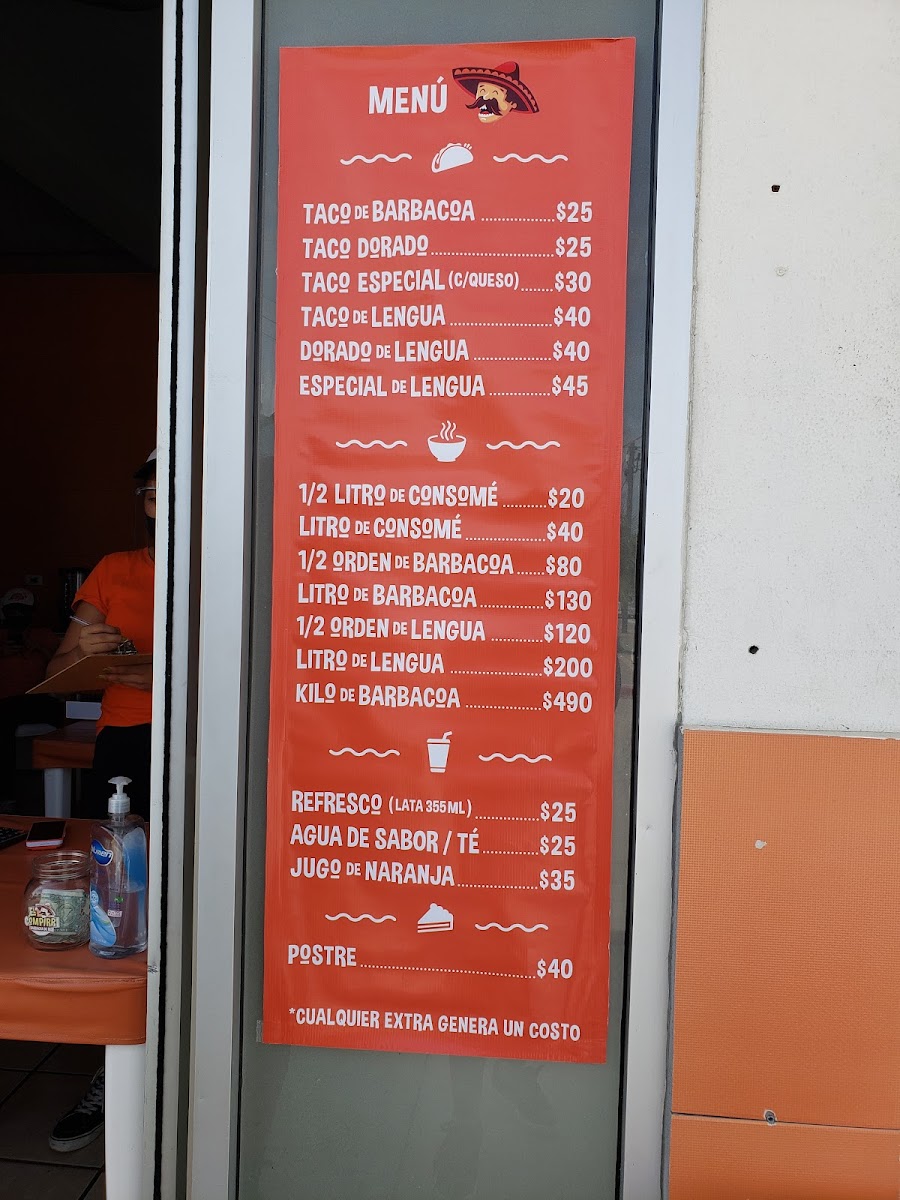 MENÚ
TACO DE BARBACOA ............... $25
TACO DORADO ......................... $25
TACO ESPECIAL (C/QUESO) ....... $30
TACO DE LENGUA ..................... $40
DORADO DE LENGUA ................ $40
ESPECIAL DE LENGUA ............. $45
1/2 LITRO DE CONSOMÉ ......... $20
LITRO DE CONSOMÉ ................ $40
1/2 ORDEN DE BARBACOA ...... $80
LITRO DE BARBACOA ............. $130
1/2 ORDEN DE LENGUA ........... $120
LITRO DE LENGUA ................... $200
KILO DE BARBACOA ................ $490
REFRESCO (LATA 355ML) ............. $25
AGUA DE SABOR / TÉ ............ $25
JUGO DE NARANJA ................. $35
POSTRE .................................... $40
*CUALQUIER EXTRA GENERA UN COSTO
COMPIRRI